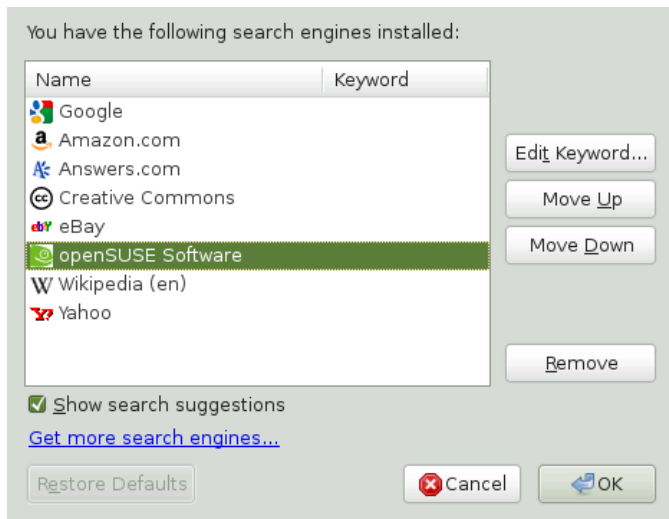 You have the following search engines installed:
Name Keyword
Google
Amazon.com
Answers.com
Creative Commons
eBay
openSUSE Software
Wikipedia (en)
Yahoo
Edit Keyword...
Move Up
Move Down
Remove
Show search suggestions
Get more search engines...
Restore Defaults
Cancel
OK